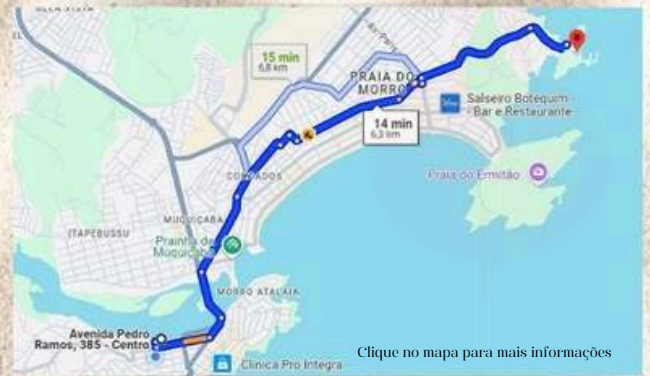 15 min
6,8 km
PRAIA DO
MORRO
Salseiro Botequim -
Bar e Restaurante
14 min
6,3 km
Praia do Ermitão
MUQUIÇABA
ITAPEBUSSU
Prainha de
Muquiçaba
MORRO ATALAIA
Avenida Pedro
Ramos, 385 - Centro
Clínica Pro Integra
Clique no mapa para mais informações